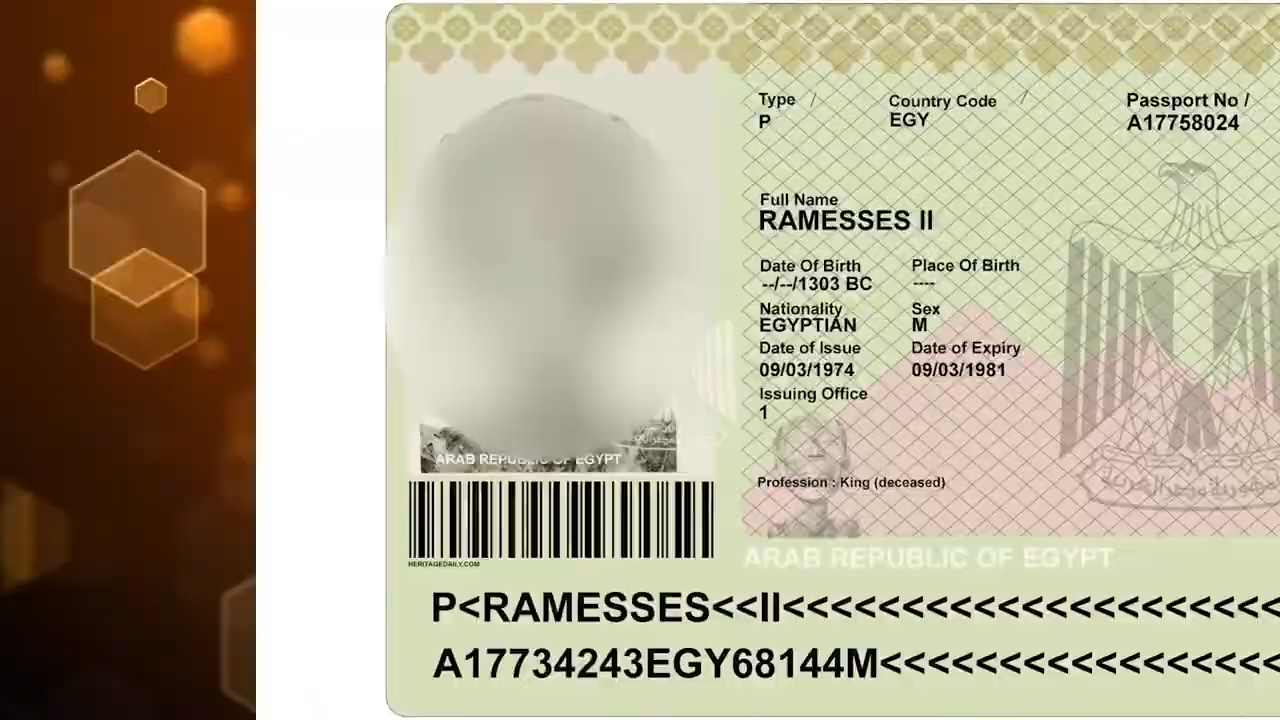 Type / Country Code / Passport No /
P EGY A17758024
Full Name
RAMESSES II
Date Of Birth Place Of Birth
--/--/1303 BC ----
Nationality Sex
EGYPTIAN M
Date of Issue Date of Expiry
09/03/1974 09/03/1981
Issuing Office
1
Profession : King (deceased)
ARAB REPUBLIC OF EGYPT
HERITAGEDAILY.COM
ARAB REPUBLIC OF EGYPT
P<RAMESSES<<II<<<<<<<<<<<<<<<<<<<<<
A17734243EGY68144M<<<<<<<<<<<<<<<<<